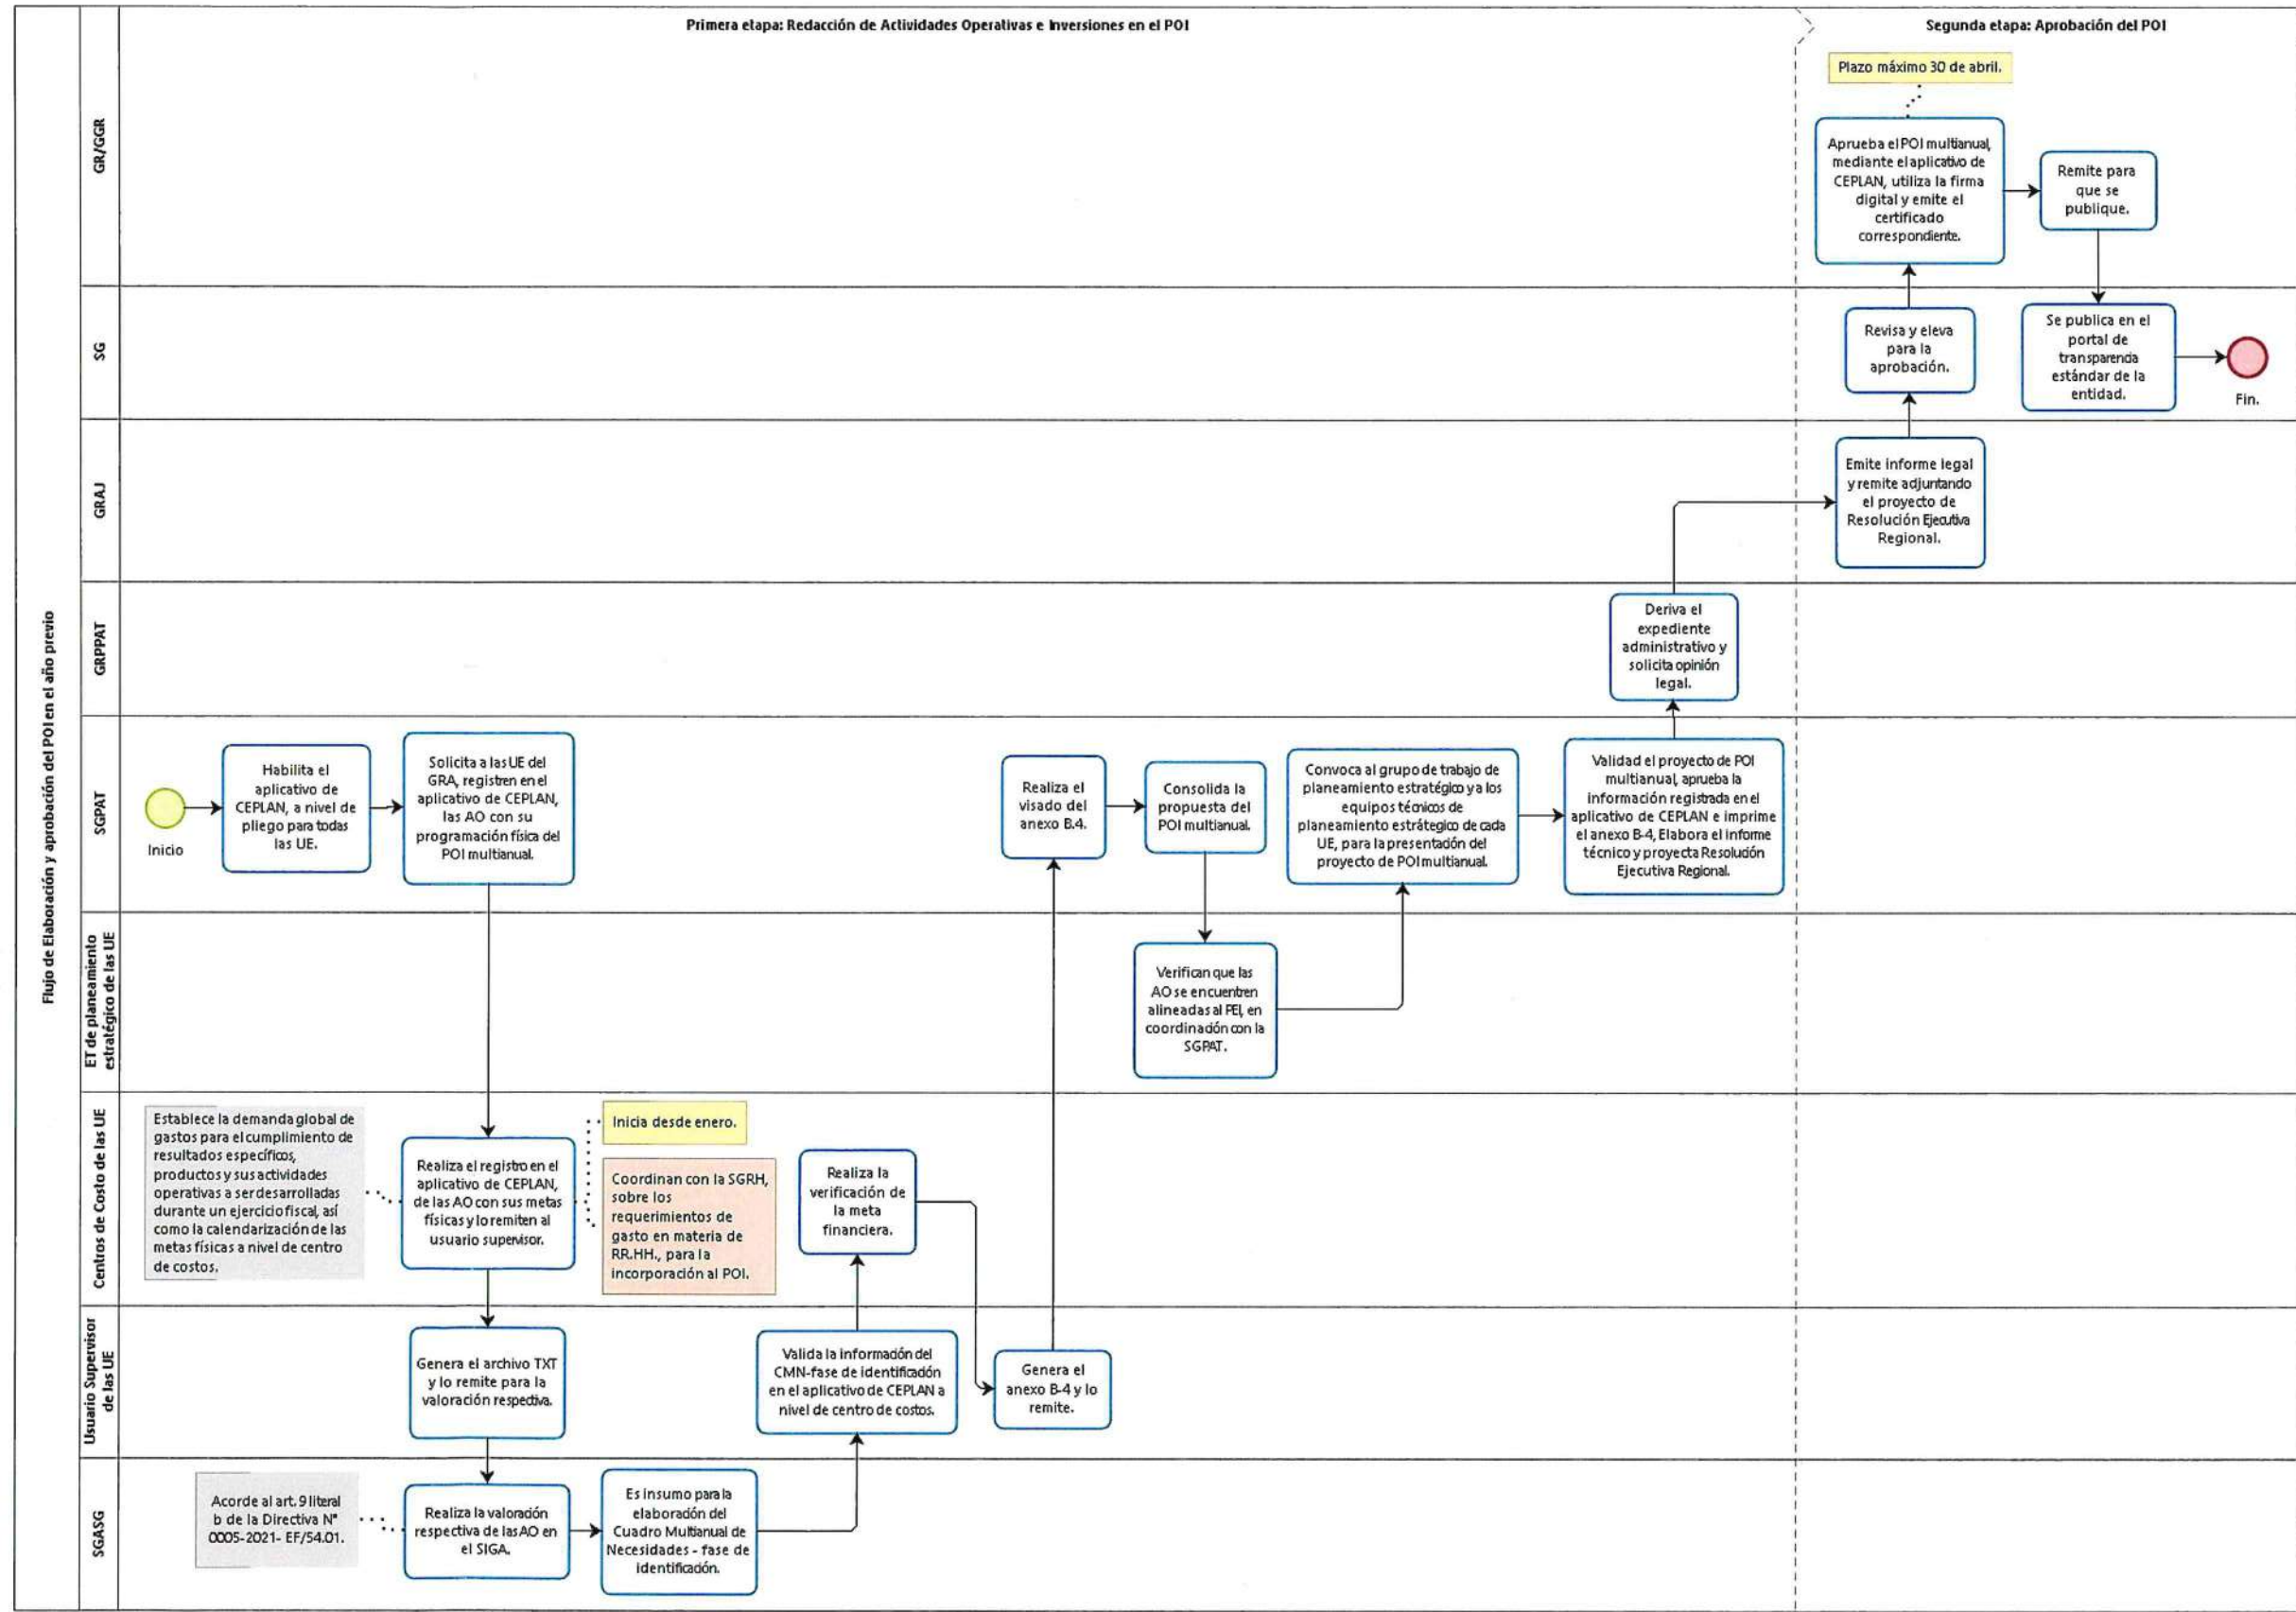 Flujo de Elaboración y aprobación del POI en el año previo
Primera etapa: Redacción de Actividades Operativas e Inversiones en el POI
Segunda etapa: Aprobación del POI
GR/GGR
Plazo máximo 30 de abril.
Aprueba el POI multianual,
mediante el aplicativo de
CEPLAN, utiliza la firma
digital y emite el
certificado
correspondiente.
Remite para
que se
publique.
SG
Revisa y eleva
para la
aprobación.
Se publica en el
portal de
transparencia
estándar de la
entidad.
Fin.
GRAJ
Emite informe legal
y remite adjuntando
el proyecto de
Resolución Ejecutiva
Regional.
GRPPAT
Deriva el
expediente
administrativo y
solicita opinión
legal.
SGPAT
Inicio
Habilita el
aplicativo de
CEPLAN, a nivel de
pliego para todas
las UE.
Solicita a las UE del
GRA, registren en el
aplicativo de CEPLAN,
las AO con su
programación física del
POI multianual.
Realiza el
visado del
anexo B.4.
Consolida la
propuesta del
POI multianual.
Convoca al grupo de trabajo de
planeamiento estratégico y a los
equipos técnicos de
planeamiento estrátegico de cada
UE, para la presentación del
proyecto de POI multianual.
Validad el proyecto de POI
multianual, aprueba la
información registrada en el
aplicativo de CEPLAN e imprime
el anexo B-4, Elabora el informe
técnico y proyecta Resolución
Ejecutiva Regional.
ET de planeamiento
estratégico de las UE
Verifican que las
AO se encuentren
alineadas al PEI, en
coordinación con la
SGPAT.
Centros de Costo de las UE
Establece la demanda global de
gastos para el cumplimiento de
resultados específicos,
productos y sus actividades
operativas a ser desarrolladas
durante un ejercicio fiscal, así
como la calendarización de las
metas físicas a nivel de centro
de costos.
Realiza el registro en el
aplicativo de CEPLAN,
de las AO con sus metas
físicas y lo remiten al
usuario supervisor.
Inicia desde enero.
Coordinan con la SGRH,
sobre los
requerimientos de
gasto en materia de
RR.HH., para la
incorporación al POI.
Realiza la
verificación de
la meta
financiera.
Usuario Supervisor
de las UE
Genera el archivo TXT
y lo remite para la
valoración respectiva.
Valida la información del
CMN-fase de identificación
en el aplicativo de CEPLAN a
nivel de centro de costos.
Genera el
anexo B-4 y lo
remite.
SGASG
Acorde al art. 9 literal
b de la Directiva N°
0005-2021- EF/54.01.
Realiza la valoración
respectiva de las AO en
el SIGA.
Es insumo para la
elaboración del
Cuadro Multianual de
Necesidades - fase de
identificación.